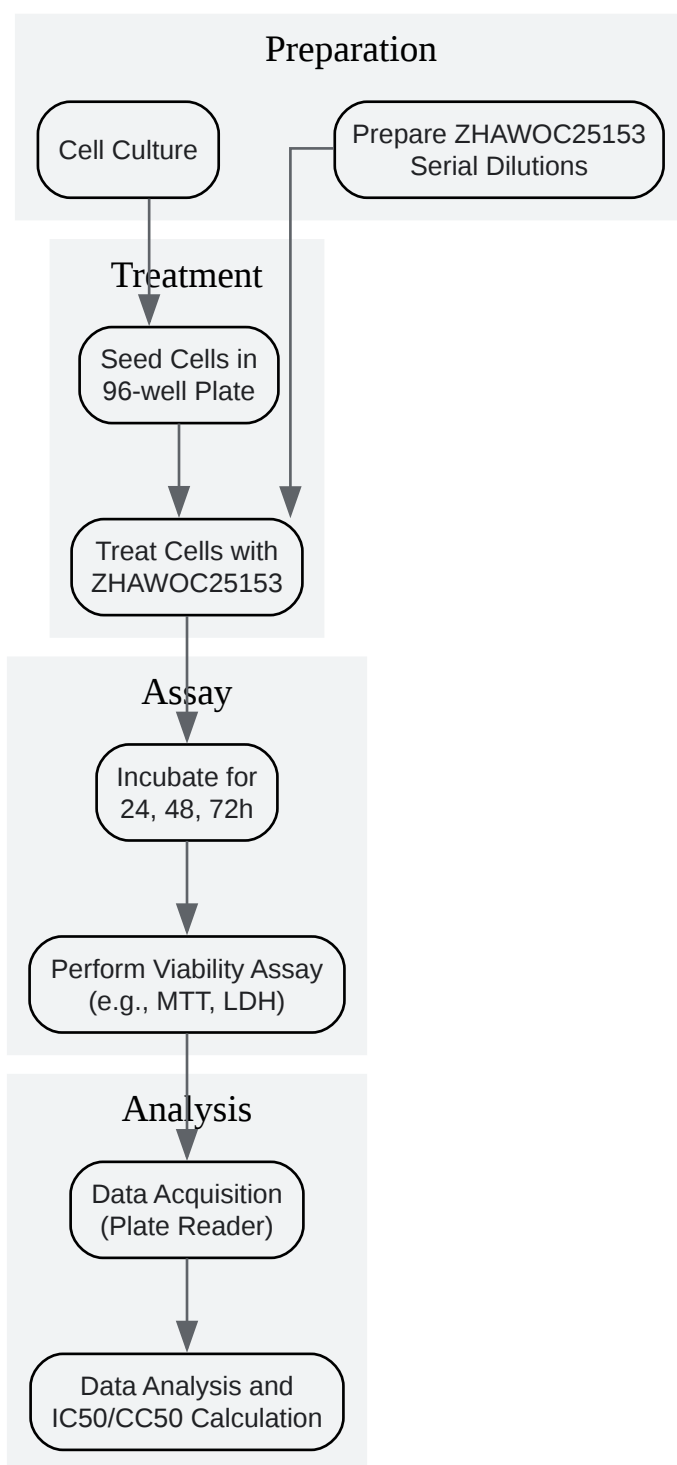 Preparation
Cell Culture
Prepare ZHAWOC25153
Serial Dilutions
Treatment
Seed Cells in
96-well Plate
Treat Cells with
ZHAWOC25153
Assay
Incubate for
24, 48, 72h
Perform Viability Assay
(e.g., MTT, LDH)
Analysis
Data Acquisition
(Plate Reader)
Data Analysis and
IC50/CC50 Calculation